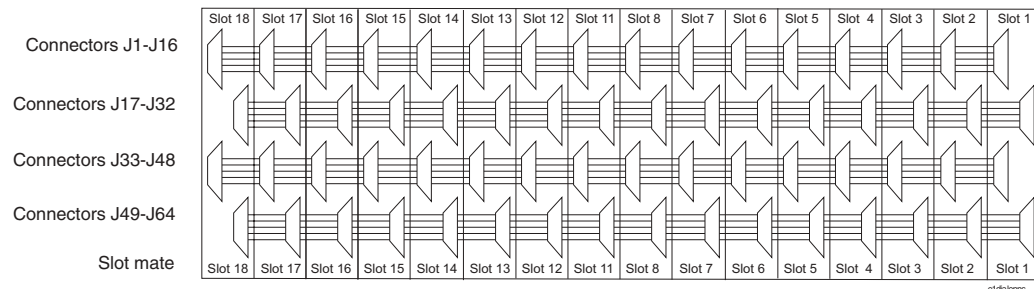 Slot 18 Slot 17 Slot 16 Slot 15 Slot 14 Slot 13 Slot 12 Slot 11 Slot 8 Slot 7 Slot 6 Slot 5 Slot 4 Slot 3 Slot 2 Slot 1
Connectors J1-J16
Connectors J17-J32
Connectors J33-J48
Connectors J49-J64
Slot mate
Slot 18 Slot 17 Slot 16 Slot 15 Slot 14 Slot 13 Slot 12 Slot 11 Slot 8 Slot 7 Slot 6 Slot 5 Slot 4 Slot 3 Slot 2 Slot 1